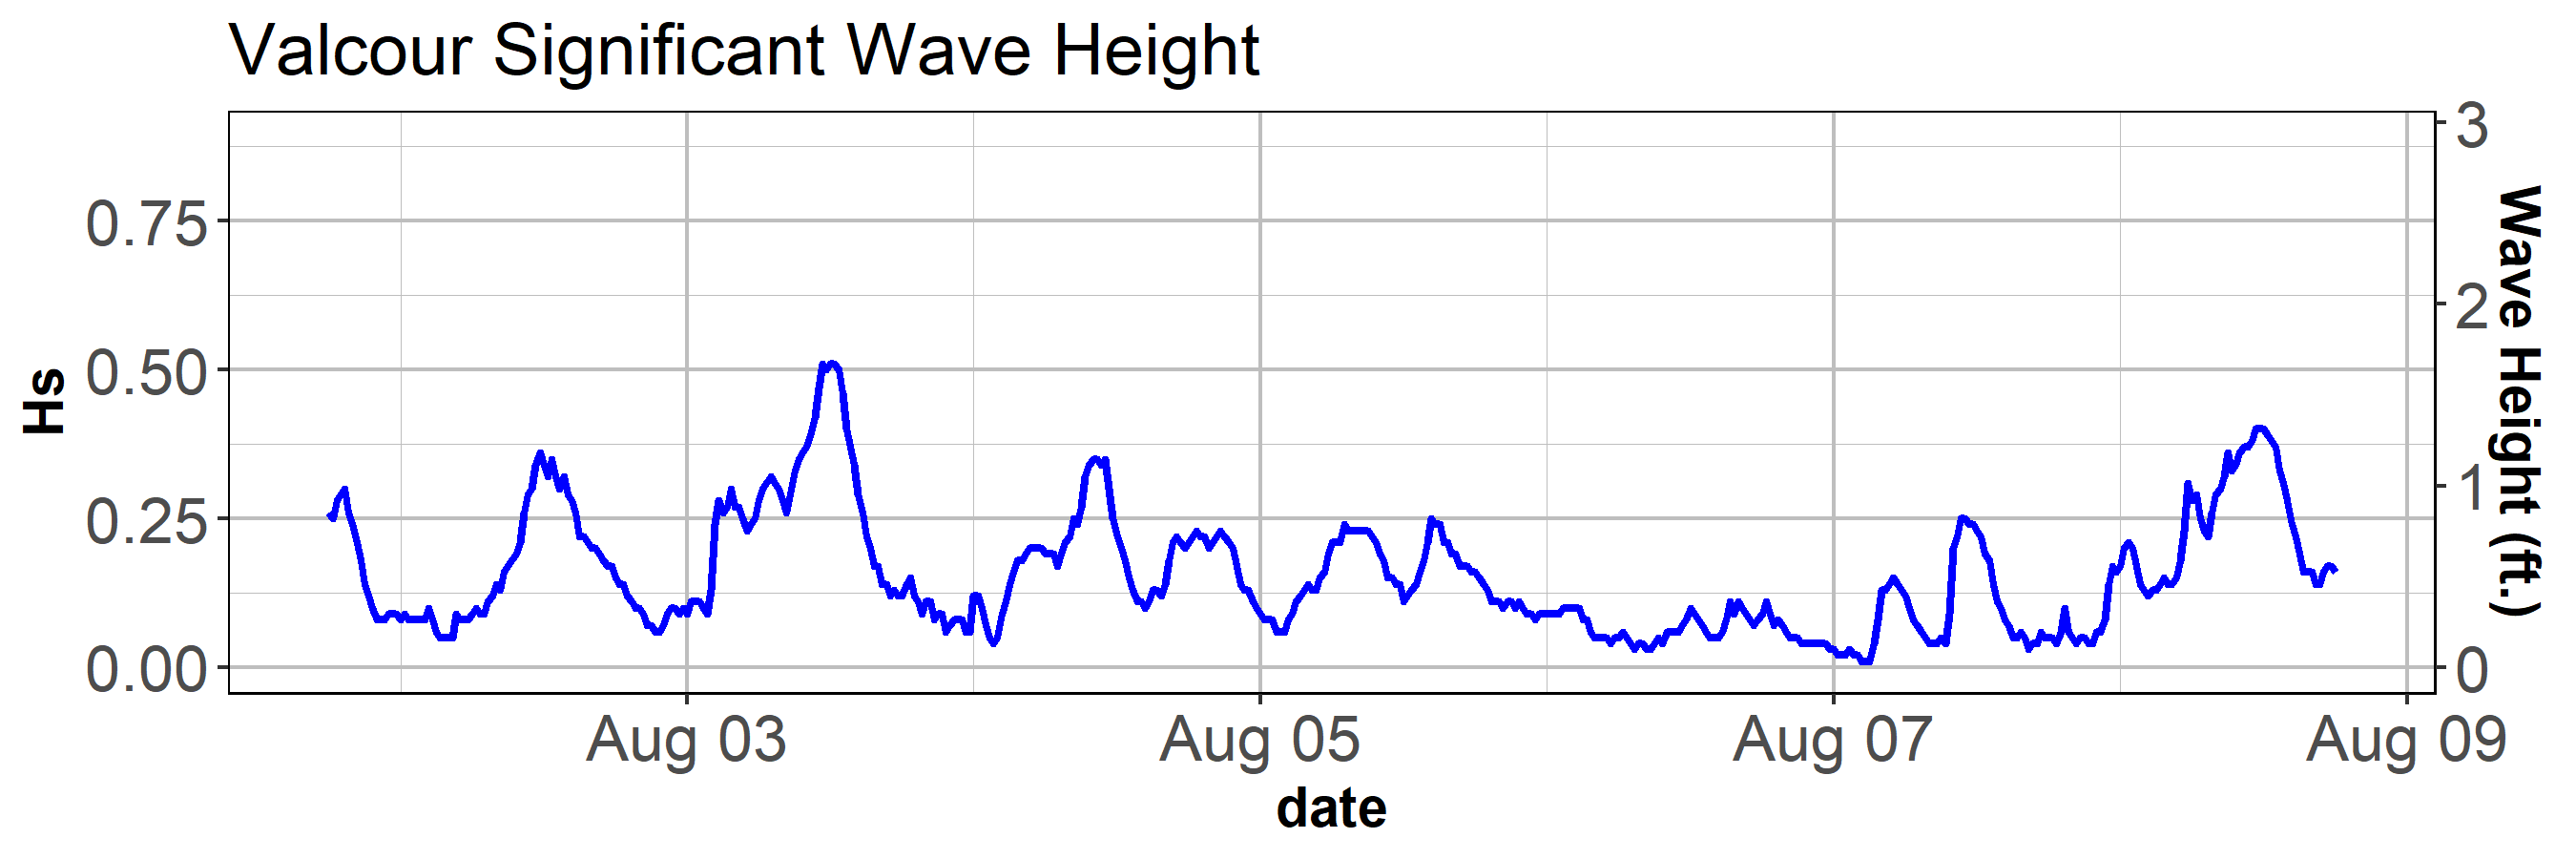 Valcour Significant Wave Height
Hs
0.75
0.50
0.25
0.00
3
2
1
0
Wave Height (ft.)
Aug 03
Aug 05
Aug 07
Aug 09
date